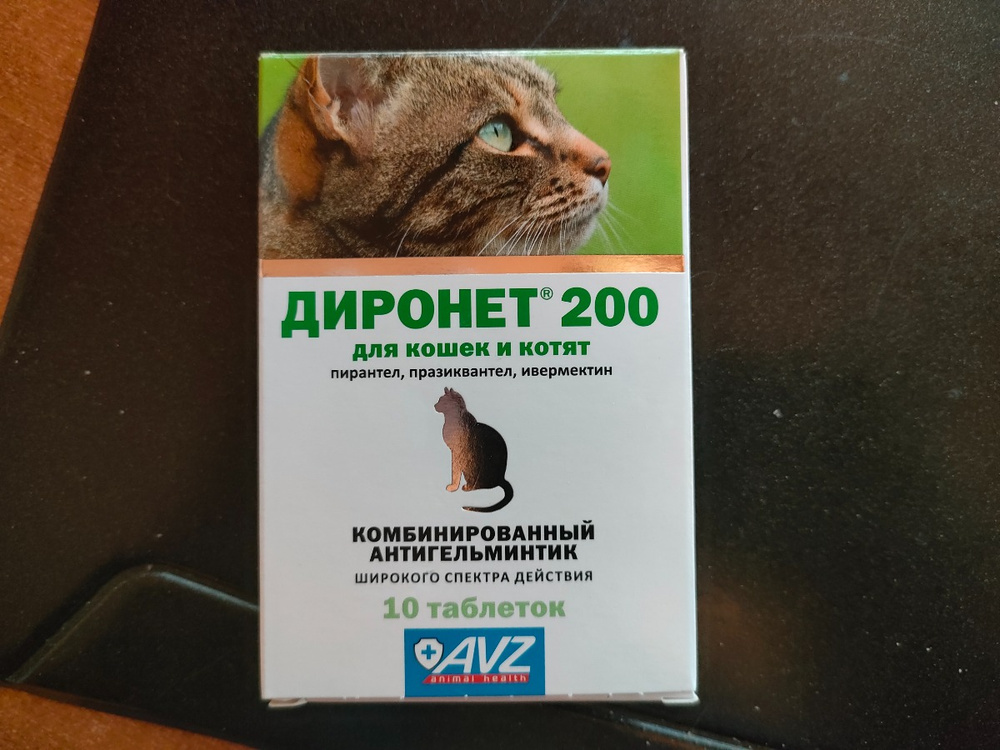 ДИРОНЕТ® 200
для кошек и котят
пирантел, празиквантел, ивермектин
КОМБИНИРОВАННЫЙ
АНТИГЕЛЬМИНТИК
ШИРОКОГО СПЕКТРА ДЕЙСТВИЯ
10 таблеток
AVZ
animal health